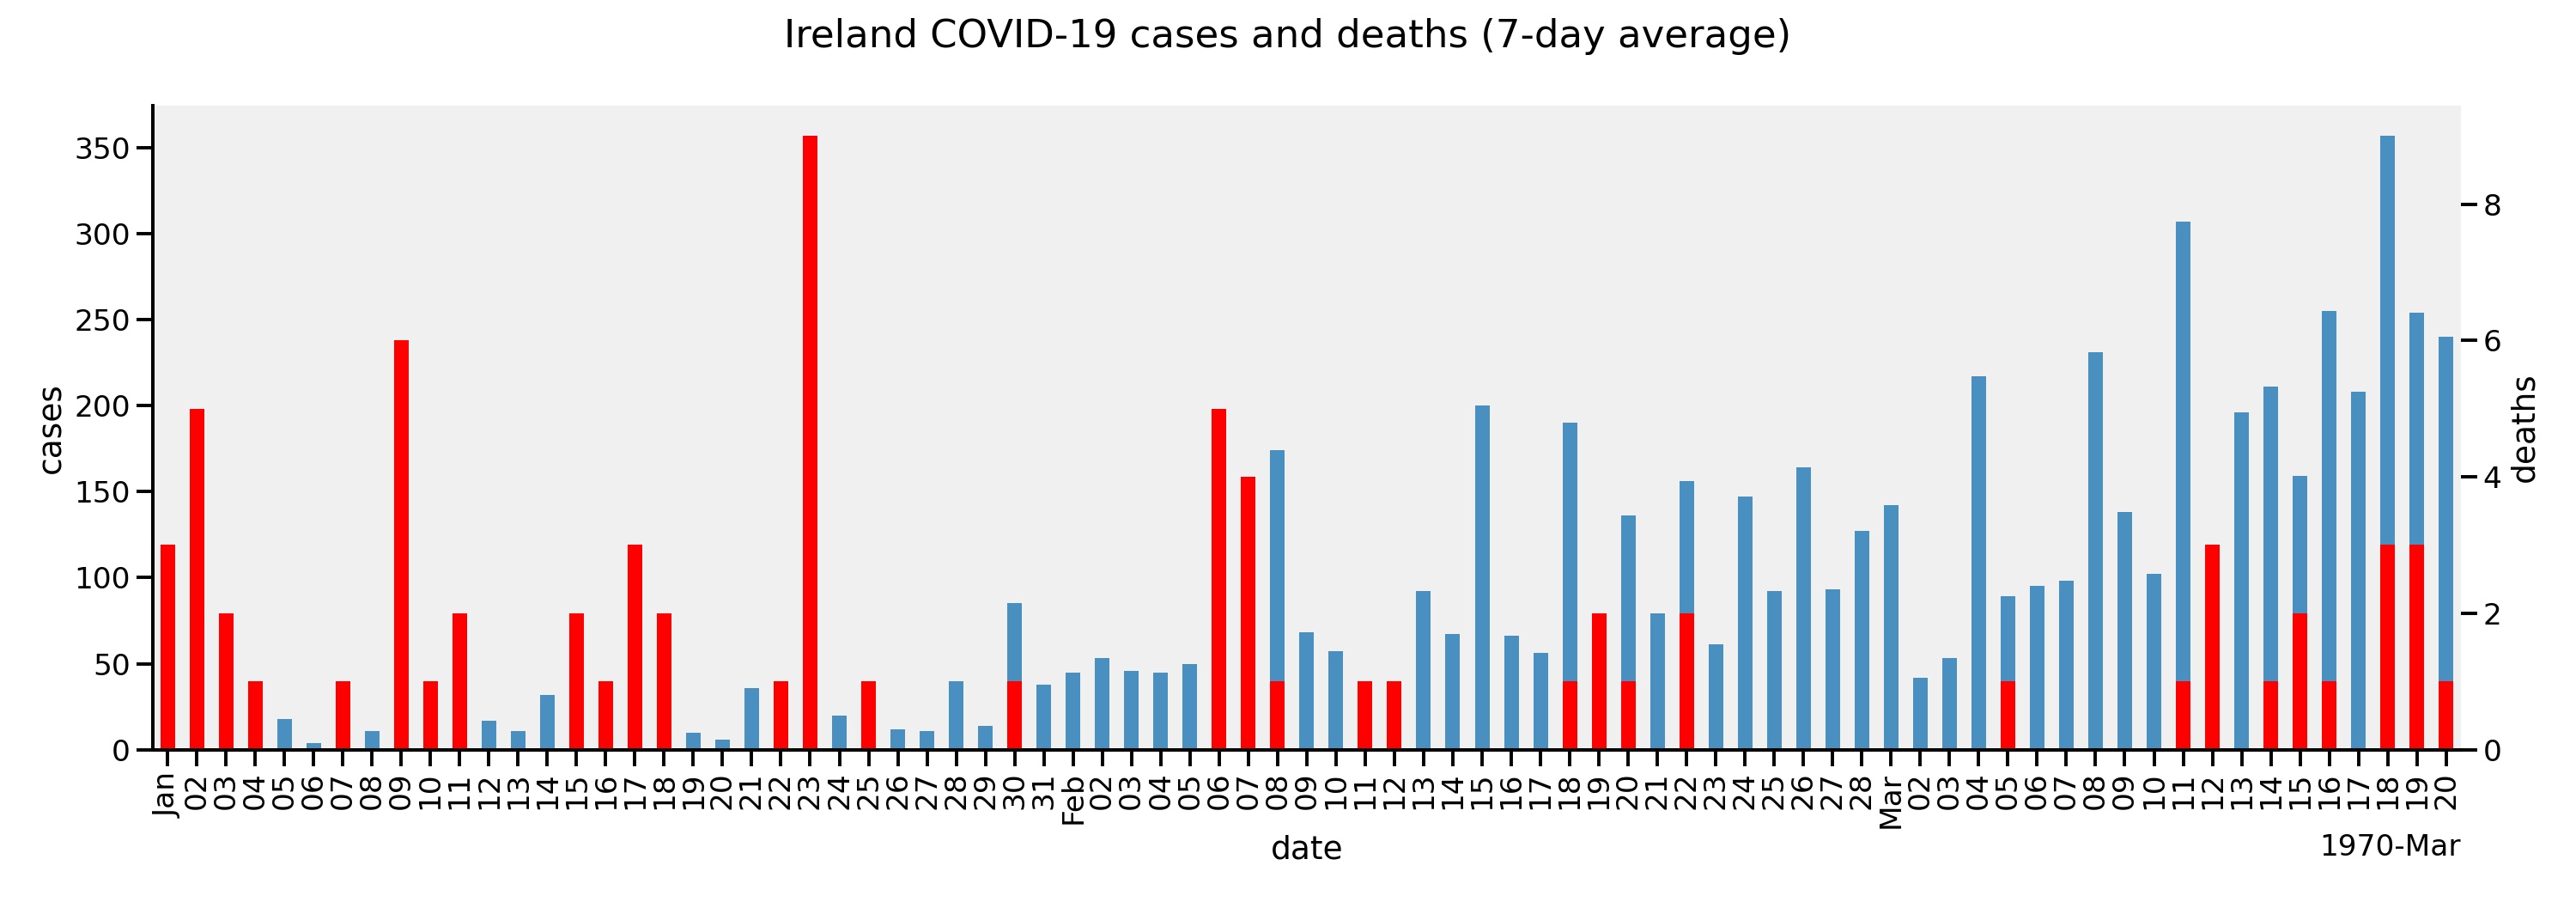 Ireland COVID-19 cases and deaths (7-day average)
350
300
250
200
150
100
50
0
cases
8
6
4
2
0
deaths
Jan 02 03 04 05 06 07 08 09 10 11 12 13 14 15 16 17 18 19 20 21 22 23 24 25 26 27 28 29 30 31 Feb 02 03 04 05 06 07 08 09 10 11 12 13 14 15 16 17 18 19 20 21 22 23 24 25 26 27 28 Mar 02 03 04 05 06 07 08 09 10 11 12 13 14 15 16 17 18 19 20
date
1970-Mar